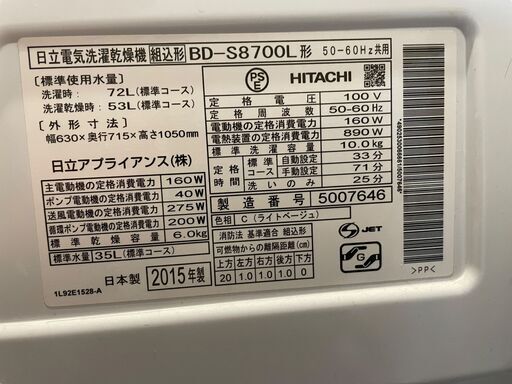 日立電気洗濯乾燥機 組込形 BD-S8700L形 50-60Hz共用
〔標準使用水量〕
洗濯時： 72L(標準コース)
洗濯乾燥時：53L(標準コース)
〔外形寸法〕
幅630×奥行715×高さ1050mm
日立アプライアンス(株)
主電動機の定格消費電力 160W
ポンプ電動機の定格消費電力 40W
送風電動機の定格消費電力 275W
循環ポンプ電動機の定格消費電力 200W
標準乾燥容量 6.0kg
標準水量 35L(標準コース)
日本製 2015年製
1L92E1528-A
PSE
HITACHI
定格電圧 100V
定格周波数 50-60Hz
電動機の定格消費電力 160W
電熱装置の定格消費電力 890W
標準洗濯容量 10.0kg
定格時間 標準コース 自動設定 33分
手動設定 71分
洗いのみ 25分
製造番号 5007646
色相 C(ライトベージュ)
消防法 基準適合 組込形
可燃物からの離隔距離(cm)
上方 左方 右方 前方 後方 下方
20 1.0 1.0 0 1.0 0
S JET
>PP<